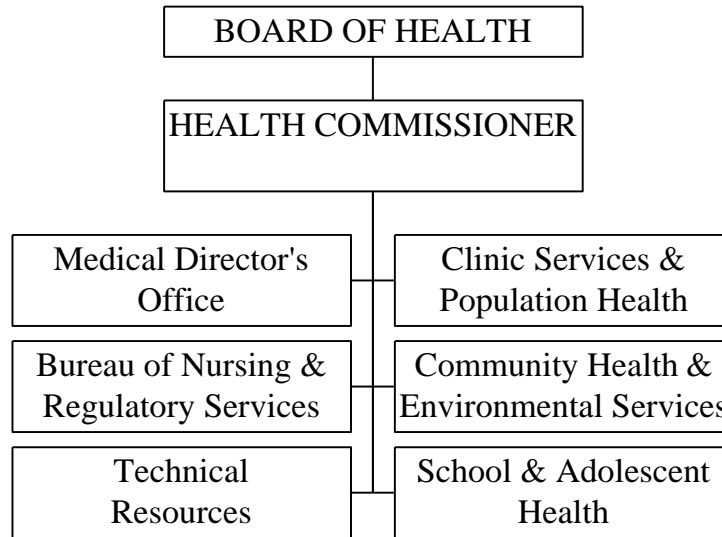 BOARD OF HEALTH
HEALTH COMMISSIONER
Medical Director's
Office
Clinic Services &
Population Health
Bureau of Nursing &
Regulatory Services
Community Health &
Environmental Services
Technical
Resources
School & Adolescent
Health